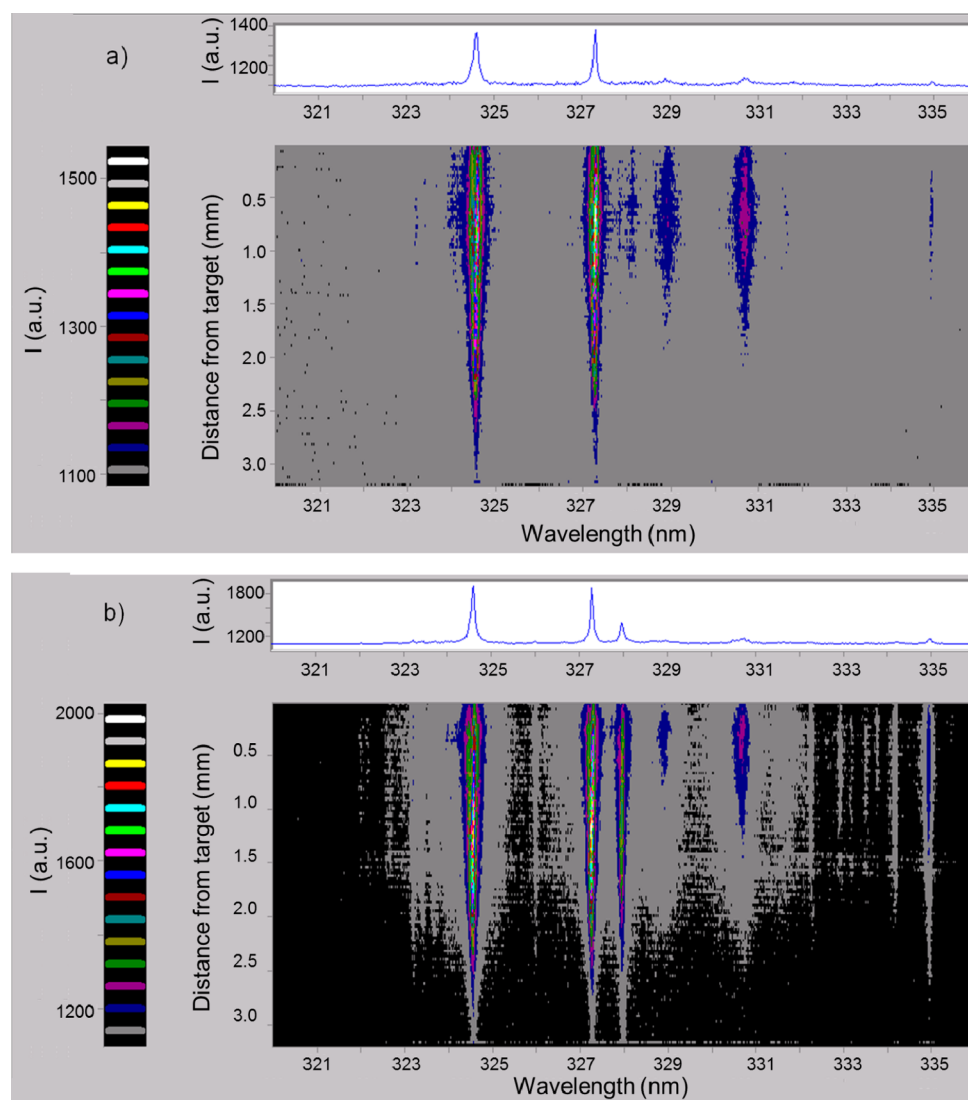 a)
I (a.u.)
1400
1200
321 323 325 327 329 331 333 335
I (a.u.)
1500
1300
1100
Distance from target (mm)
0.5
1.0
1.5
2.0
2.5
3.0
321 323 325 327 329 331 333 335
Wavelength (nm)
b)
I (a.u.)
1800
1200
321 323 325 327 329 331 333 335
I (a.u.)
2000
1600
1200
Distance from target (mm)
0.5
1.0
1.5
2.0
2.5
3.0
321 323 325 327 329 331 333 335
Wavelength (nm)